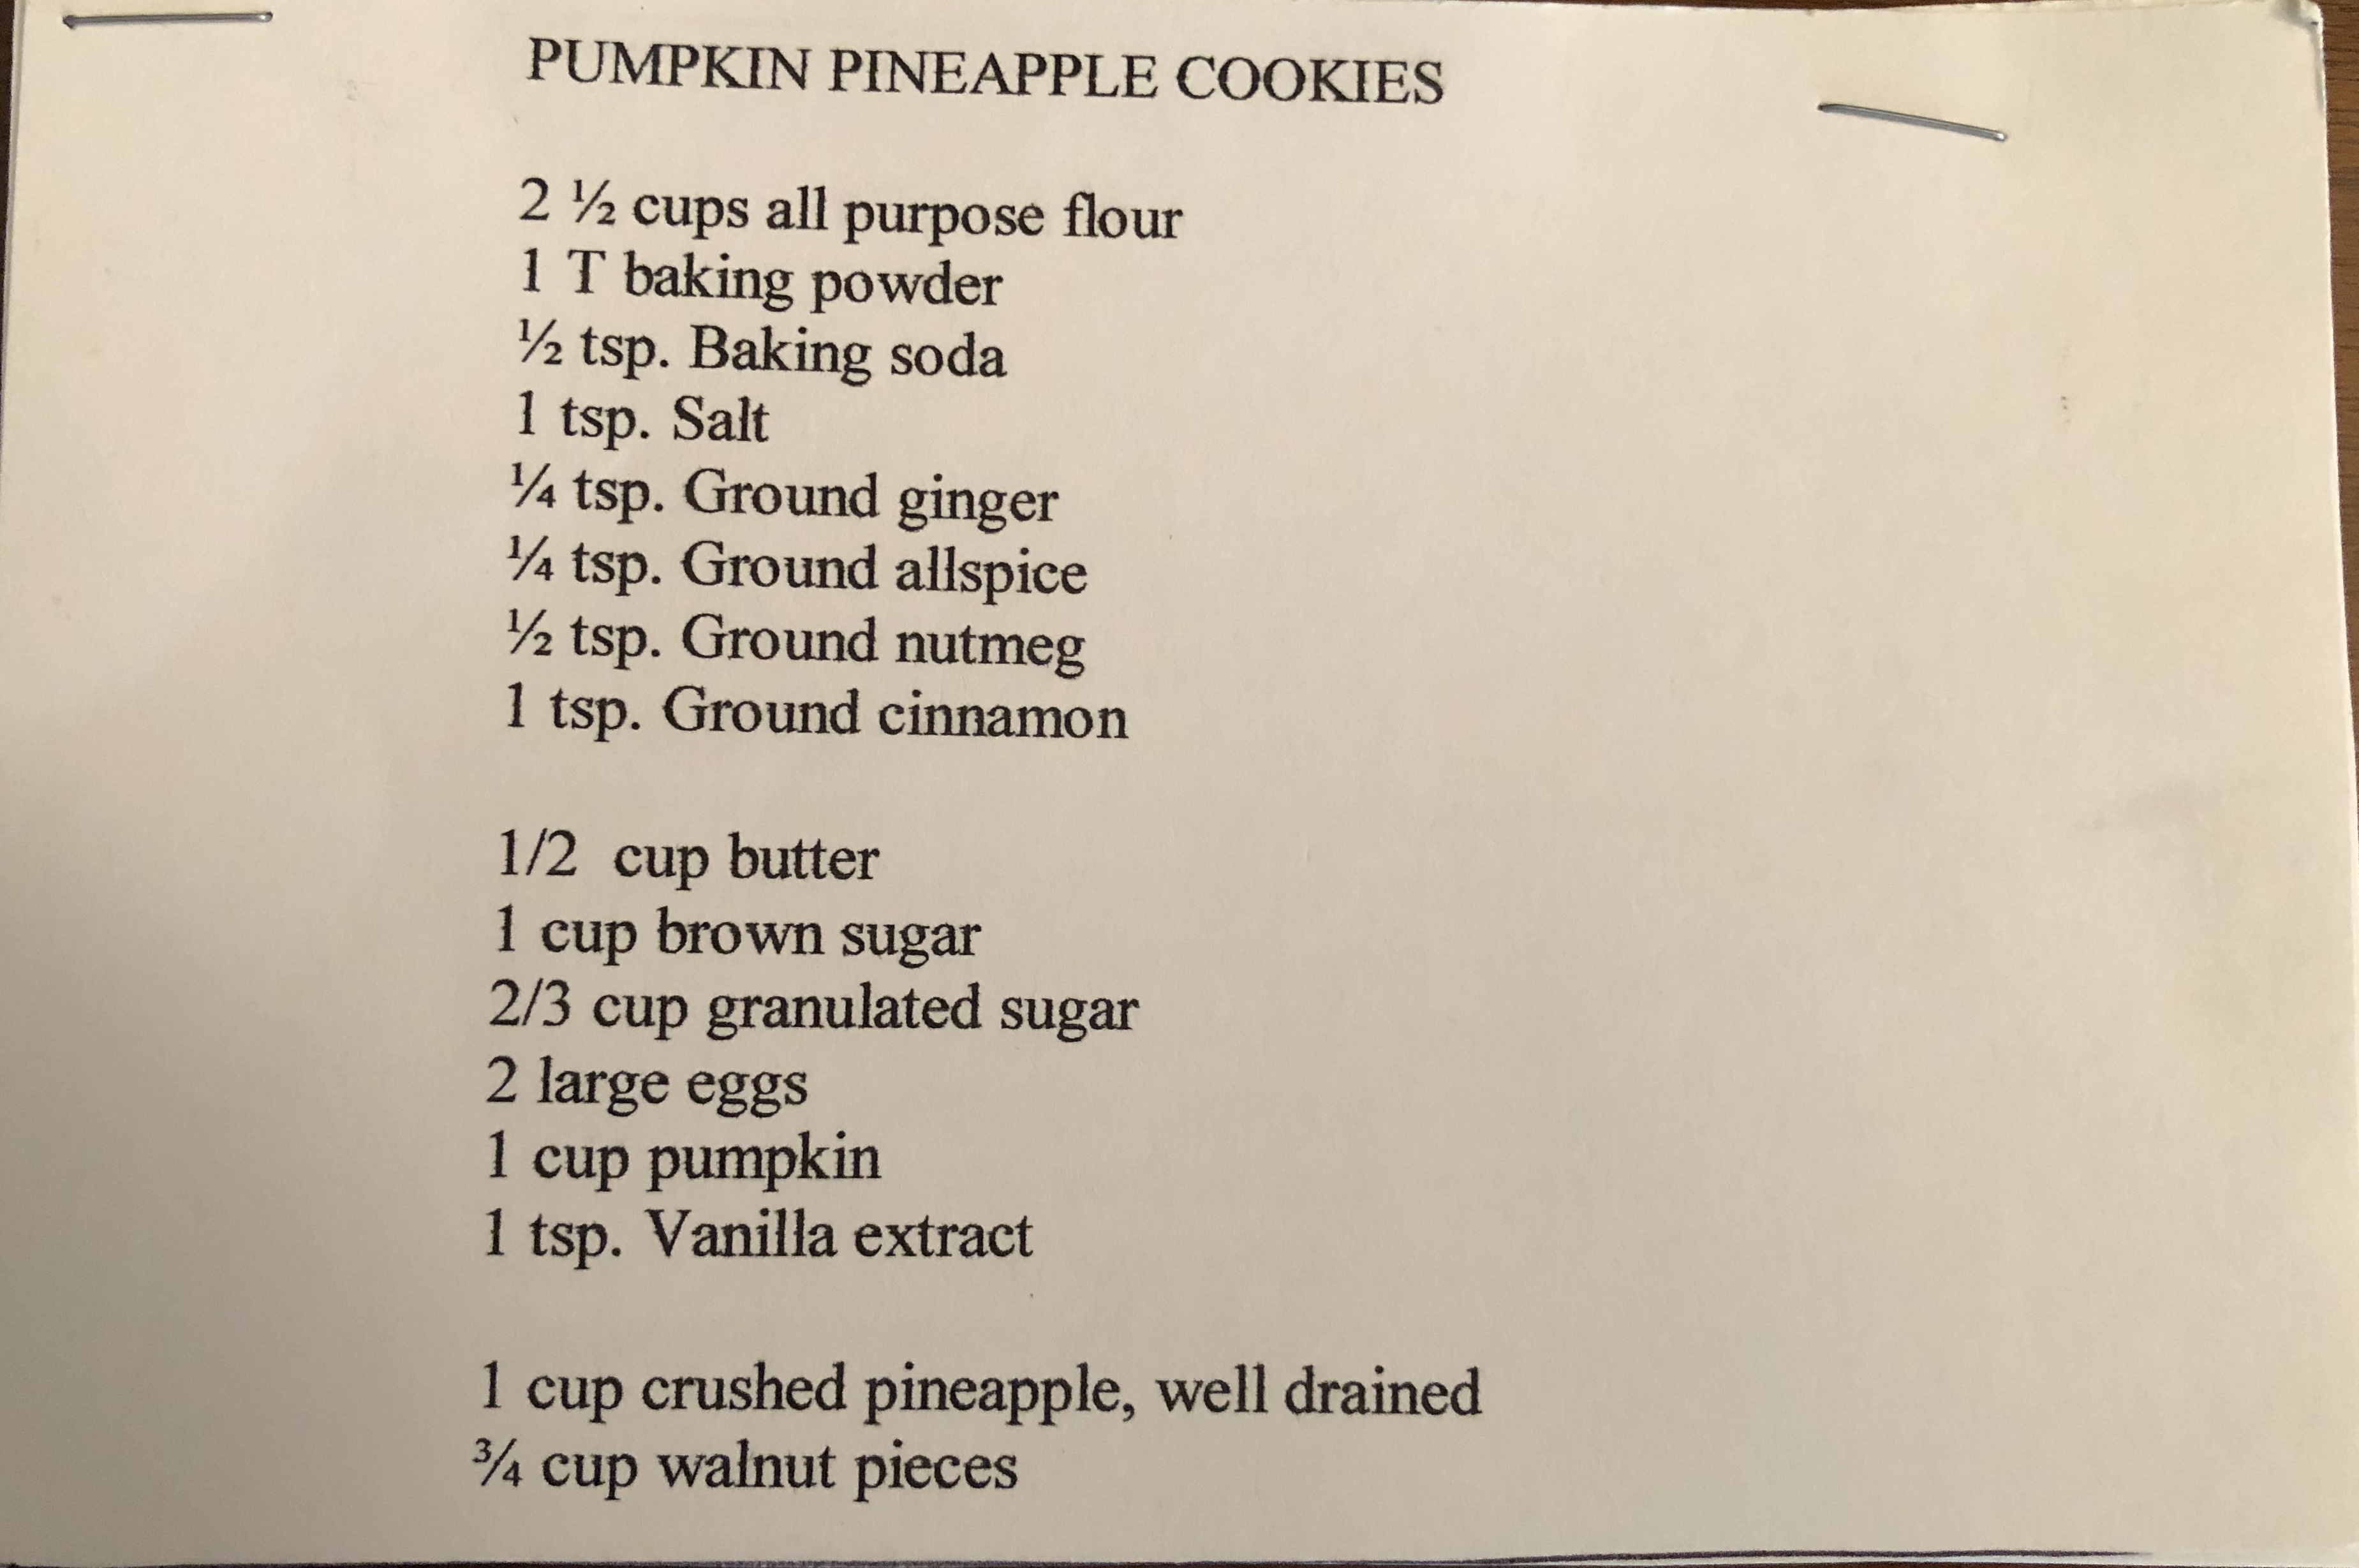 PUMPKIN PINEAPPLE COOKIES
2 ½ cups all purpose flour
1 T baking powder
½ tsp. Baking soda
1 tsp. Salt
¼ tsp. Ground ginger
¼ tsp. Ground allspice
½ tsp. Ground nutmeg
1 tsp. Ground cinnamon
1/2 cup butter
1 cup brown sugar
2/3 cup granulated sugar
2 large eggs
1 cup pumpkin
1 tsp. Vanilla extract
1 cup crushed pineapple, well drained
¾ cup walnut pieces